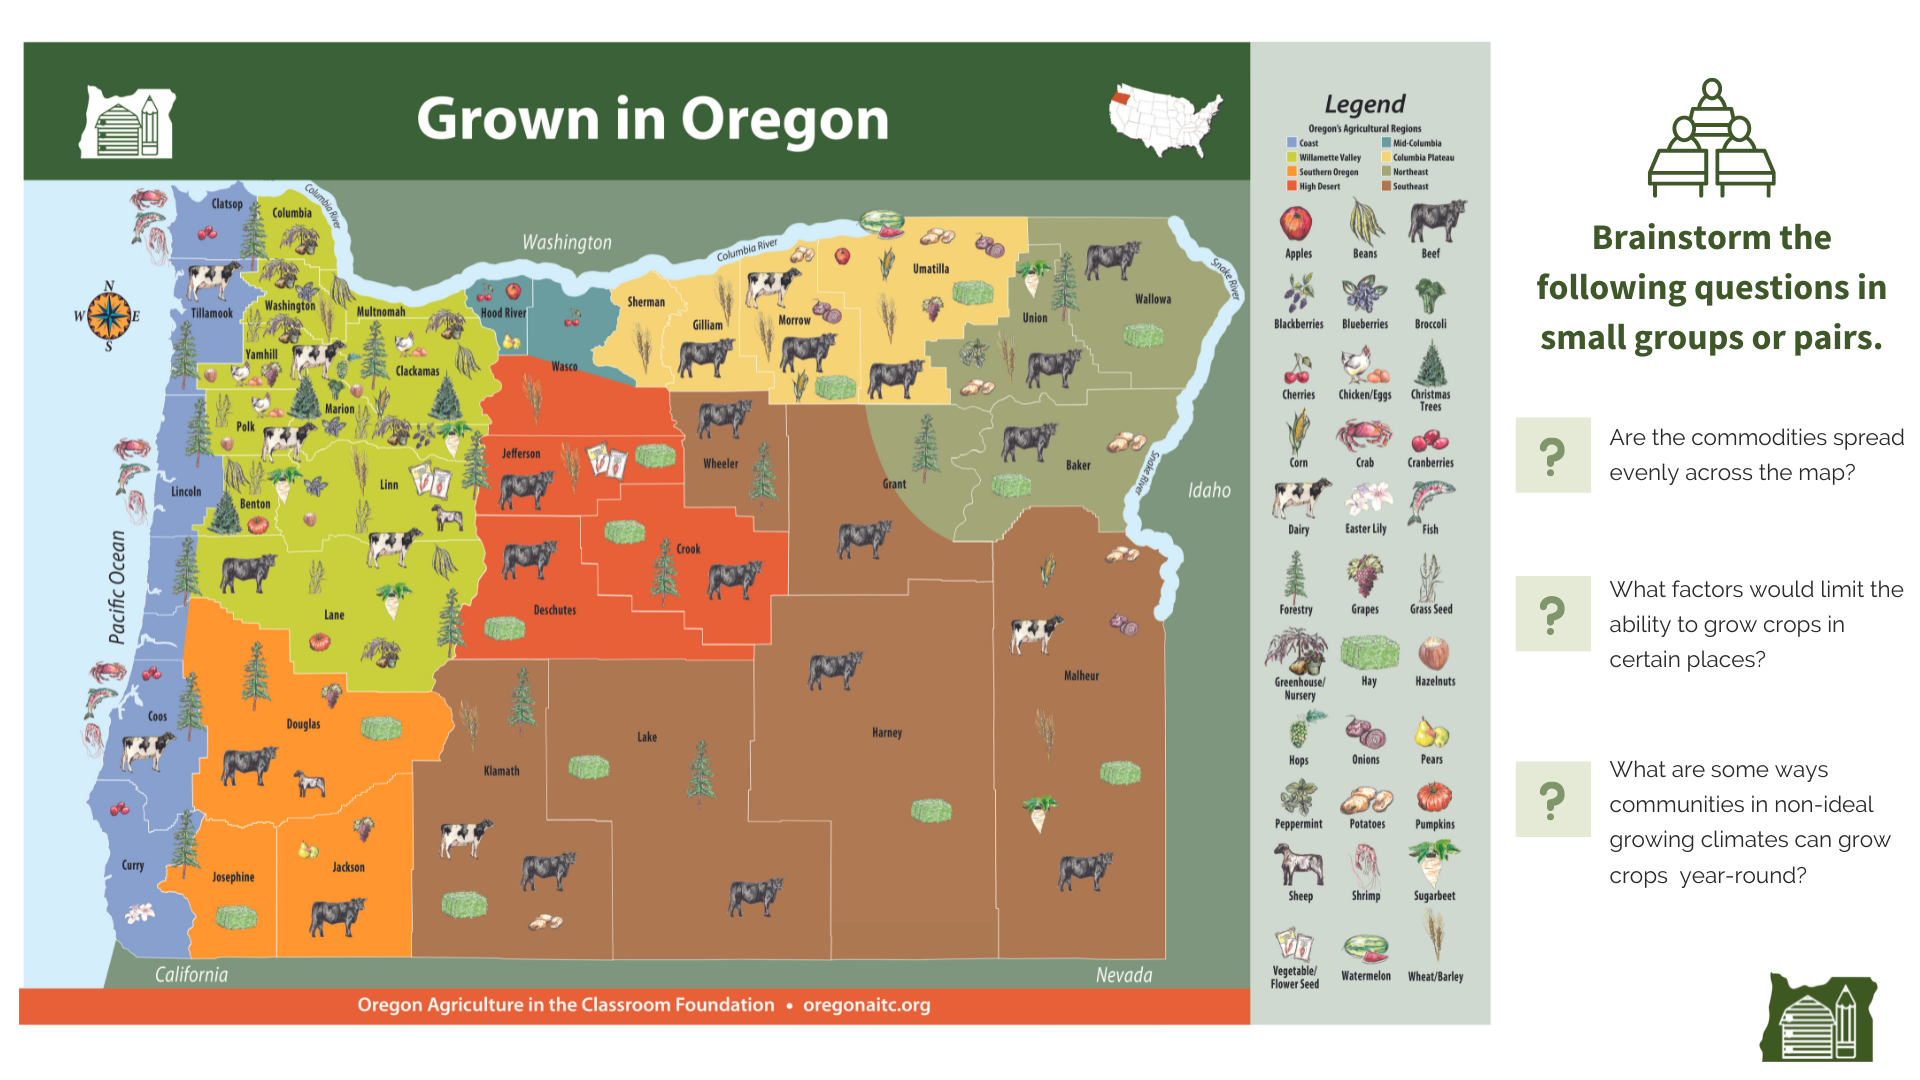 Grown in Oregon
Columbia River
Washington
Columbia River
Snake River
Snake River
Idaho
Pacific Ocean
California
Nevada
N
W
E
S
Clatsop
Columbia
Tillamook
Washington
Multnomah
Hood River
Wasco
Sherman
Gilliam
Morrow
Umatilla
Union
Wallowa
Yamhill
Clackamas
Marion
Polk
Lincoln
Benton
Linn
Jefferson
Wheeler
Grant
Baker
Crook
Deschutes
Lane
Coos
Douglas
Klamath
Lake
Harney
Malheur
Curry
Josephine
Jackson
Oregon Agriculture in the Classroom Foundation • oregonaitc.org
Legend
Oregon's Agricultural Regions
Coast
Mid-Columbia
Willamette Valley
Columbia Plateau
Southern Oregon
Northeast
High Desert
Southeast
Apples
Beans
Beef
Blackberries
Blueberries
Broccoli
Cherries
Chicken/Eggs
Christmas
Trees
Corn
Crab
Cranberries
Dairy
Easter Lily
Fish
Forestry
Grapes
Grass Seed
Greenhouse/
Nursery
Hay
Hazelnuts
Hops
Onions
Pears
Peppermint
Potatoes
Pumpkins
Sheep
Shrimp
Sugarbeet
Vegetable/
Flower Seed
Watermelon
Wheat/Barley
Brainstorm the
following questions in
small groups or pairs.
?
Are the commodities spread
evenly across the map?
?
What factors would limit the
ability to grow crops in
certain places?
?
What are some ways
communities in non-ideal
growing climates can grow
crops year-round?